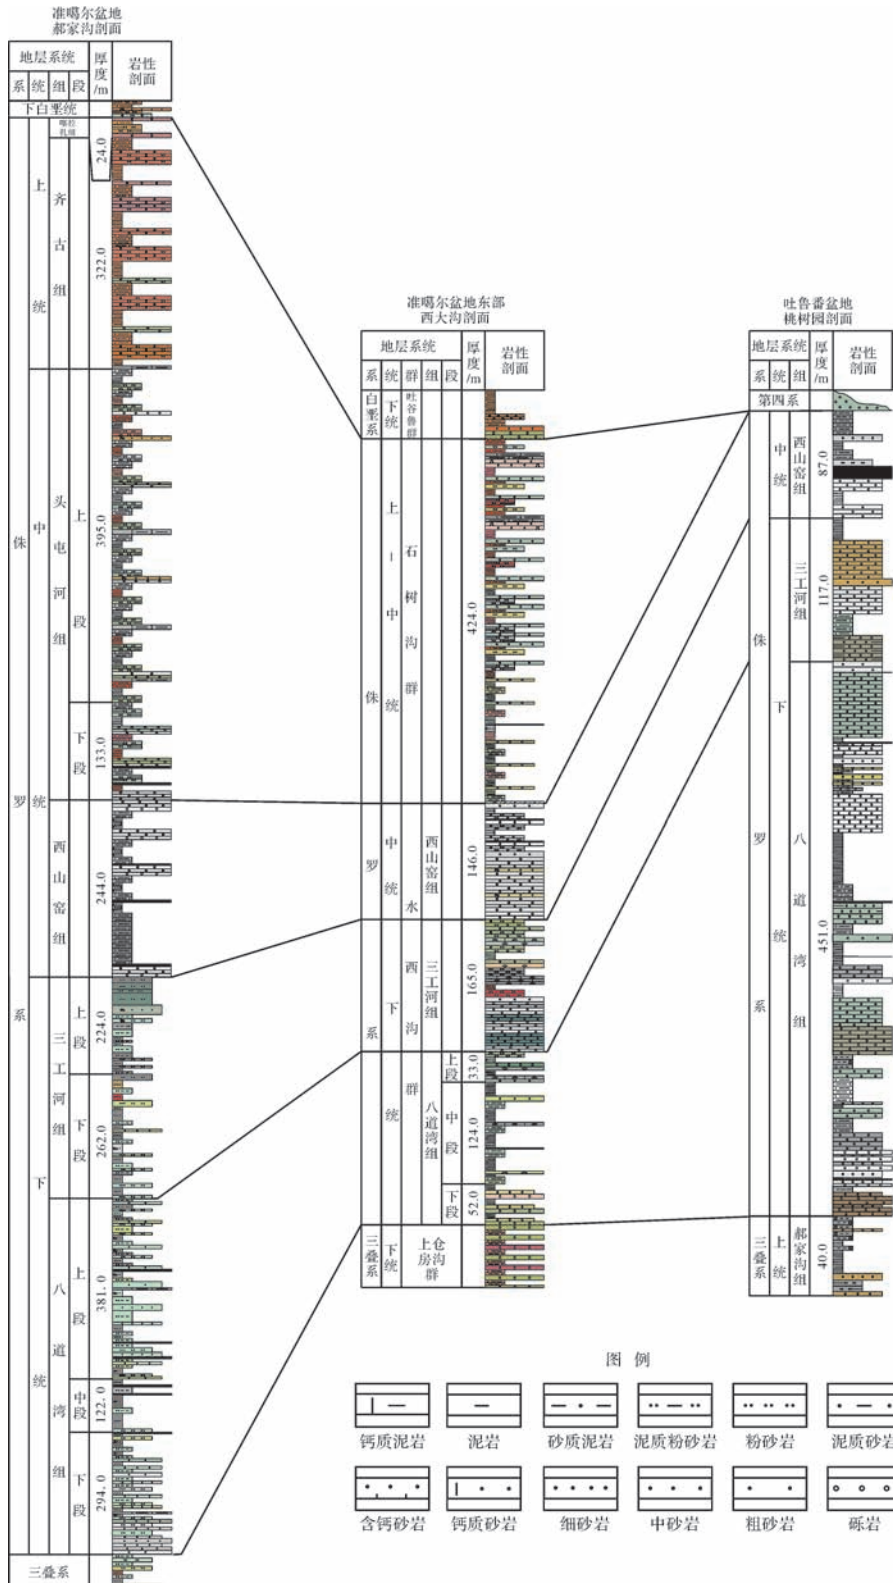 准噶尔盆地
郝家沟剖面
地层系统
厚度/m
岩性
剖面
系 统 组 段
下白垩统
喀拉扎组
24.0
上统
齐古组
322.0
侏罗系
中统
头屯河组
上段
395.0
下段
133.0
西山窑组
244.0
下统
三工河组
上段
224.0
下段
262.0
八道湾组
上段
381.0
中段
122.0
下段
294.0
三叠系
准噶尔盆地东部
西大沟剖面
地层系统
厚度/m
岩性
剖面
系 统 群 组 段
白垩系
下统
吐谷鲁群
侏罗系
上—中统
石树沟群
424.0
中统
水西沟群
西山窑组
146.0
下统
三工河组
165.0
八道湾组
上段
33.0
中段
124.0
下段
52.0
三叠系
下统
上仓房沟群
吐鲁番盆地
桃树园剖面
地层系统
厚度/m
岩性
剖面
系 统 组
第四系
侏罗系
中统
西山窑组
87.0
下统
三工河组
117.0
八道湾组
451.0
三叠系
上统
郝家沟组
40.0
图 例
钙质泥岩 泥岩 砂质泥岩 泥质粉砂岩 粉砂岩 泥质砂岩
含钙砂岩 钙质砂岩 细砂岩 中砂岩 粗砂岩 砾岩